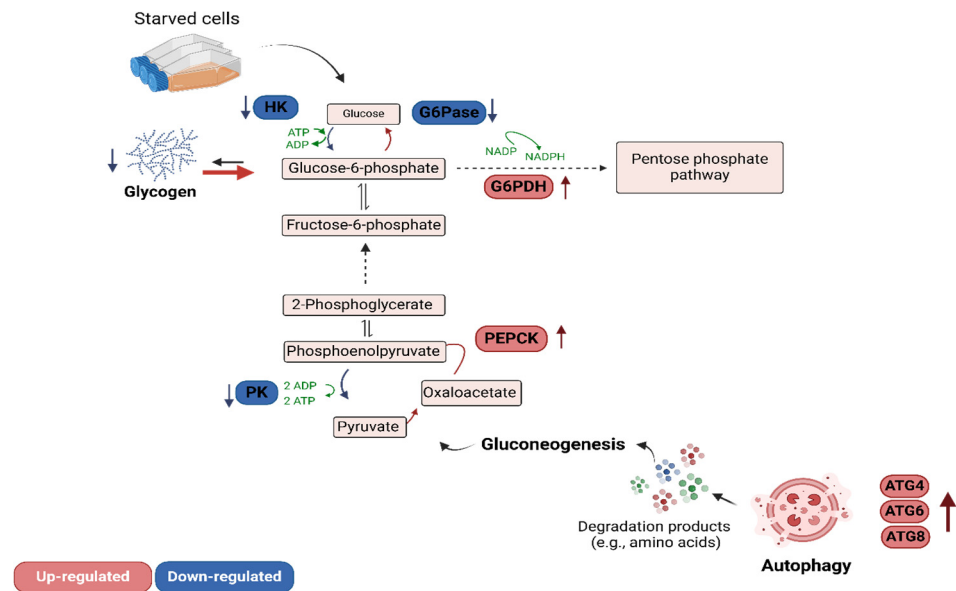 Starved cells
HK
Glucose
G6Pase
ATP
ADP
NADP
NADPH
Glycogen
Glucose-6-phosphate
G6PDH
Pentose phosphate
pathway
Fructose-6-phosphate
2-Phosphoglycerate
PEPCK
Phosphoenolpyruvate
PK
2 ADP
2 ATP
Oxaloacetate
Pyruvate
Gluconeogenesis
Degradation products
(e.g., amino acids)
ATG4
ATG6
ATG8
Autophagy
Up-regulated
Down-regulated